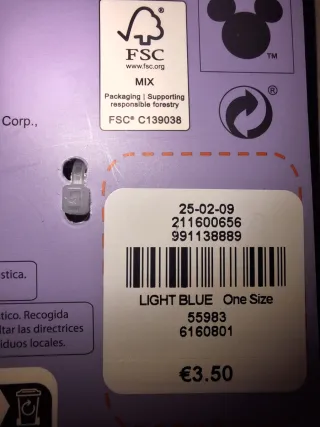 FSC
www.fsc.org
MIX
Packaging | Supporting
responsible forestry
FSC® C139038
TM
®
Corp.,
25-02-09
211600656
991138889
LIGHT BLUE One Size
55983
6160801
€3.50
stica.
tico. Recogida
ltar las directrices
iduos locales.